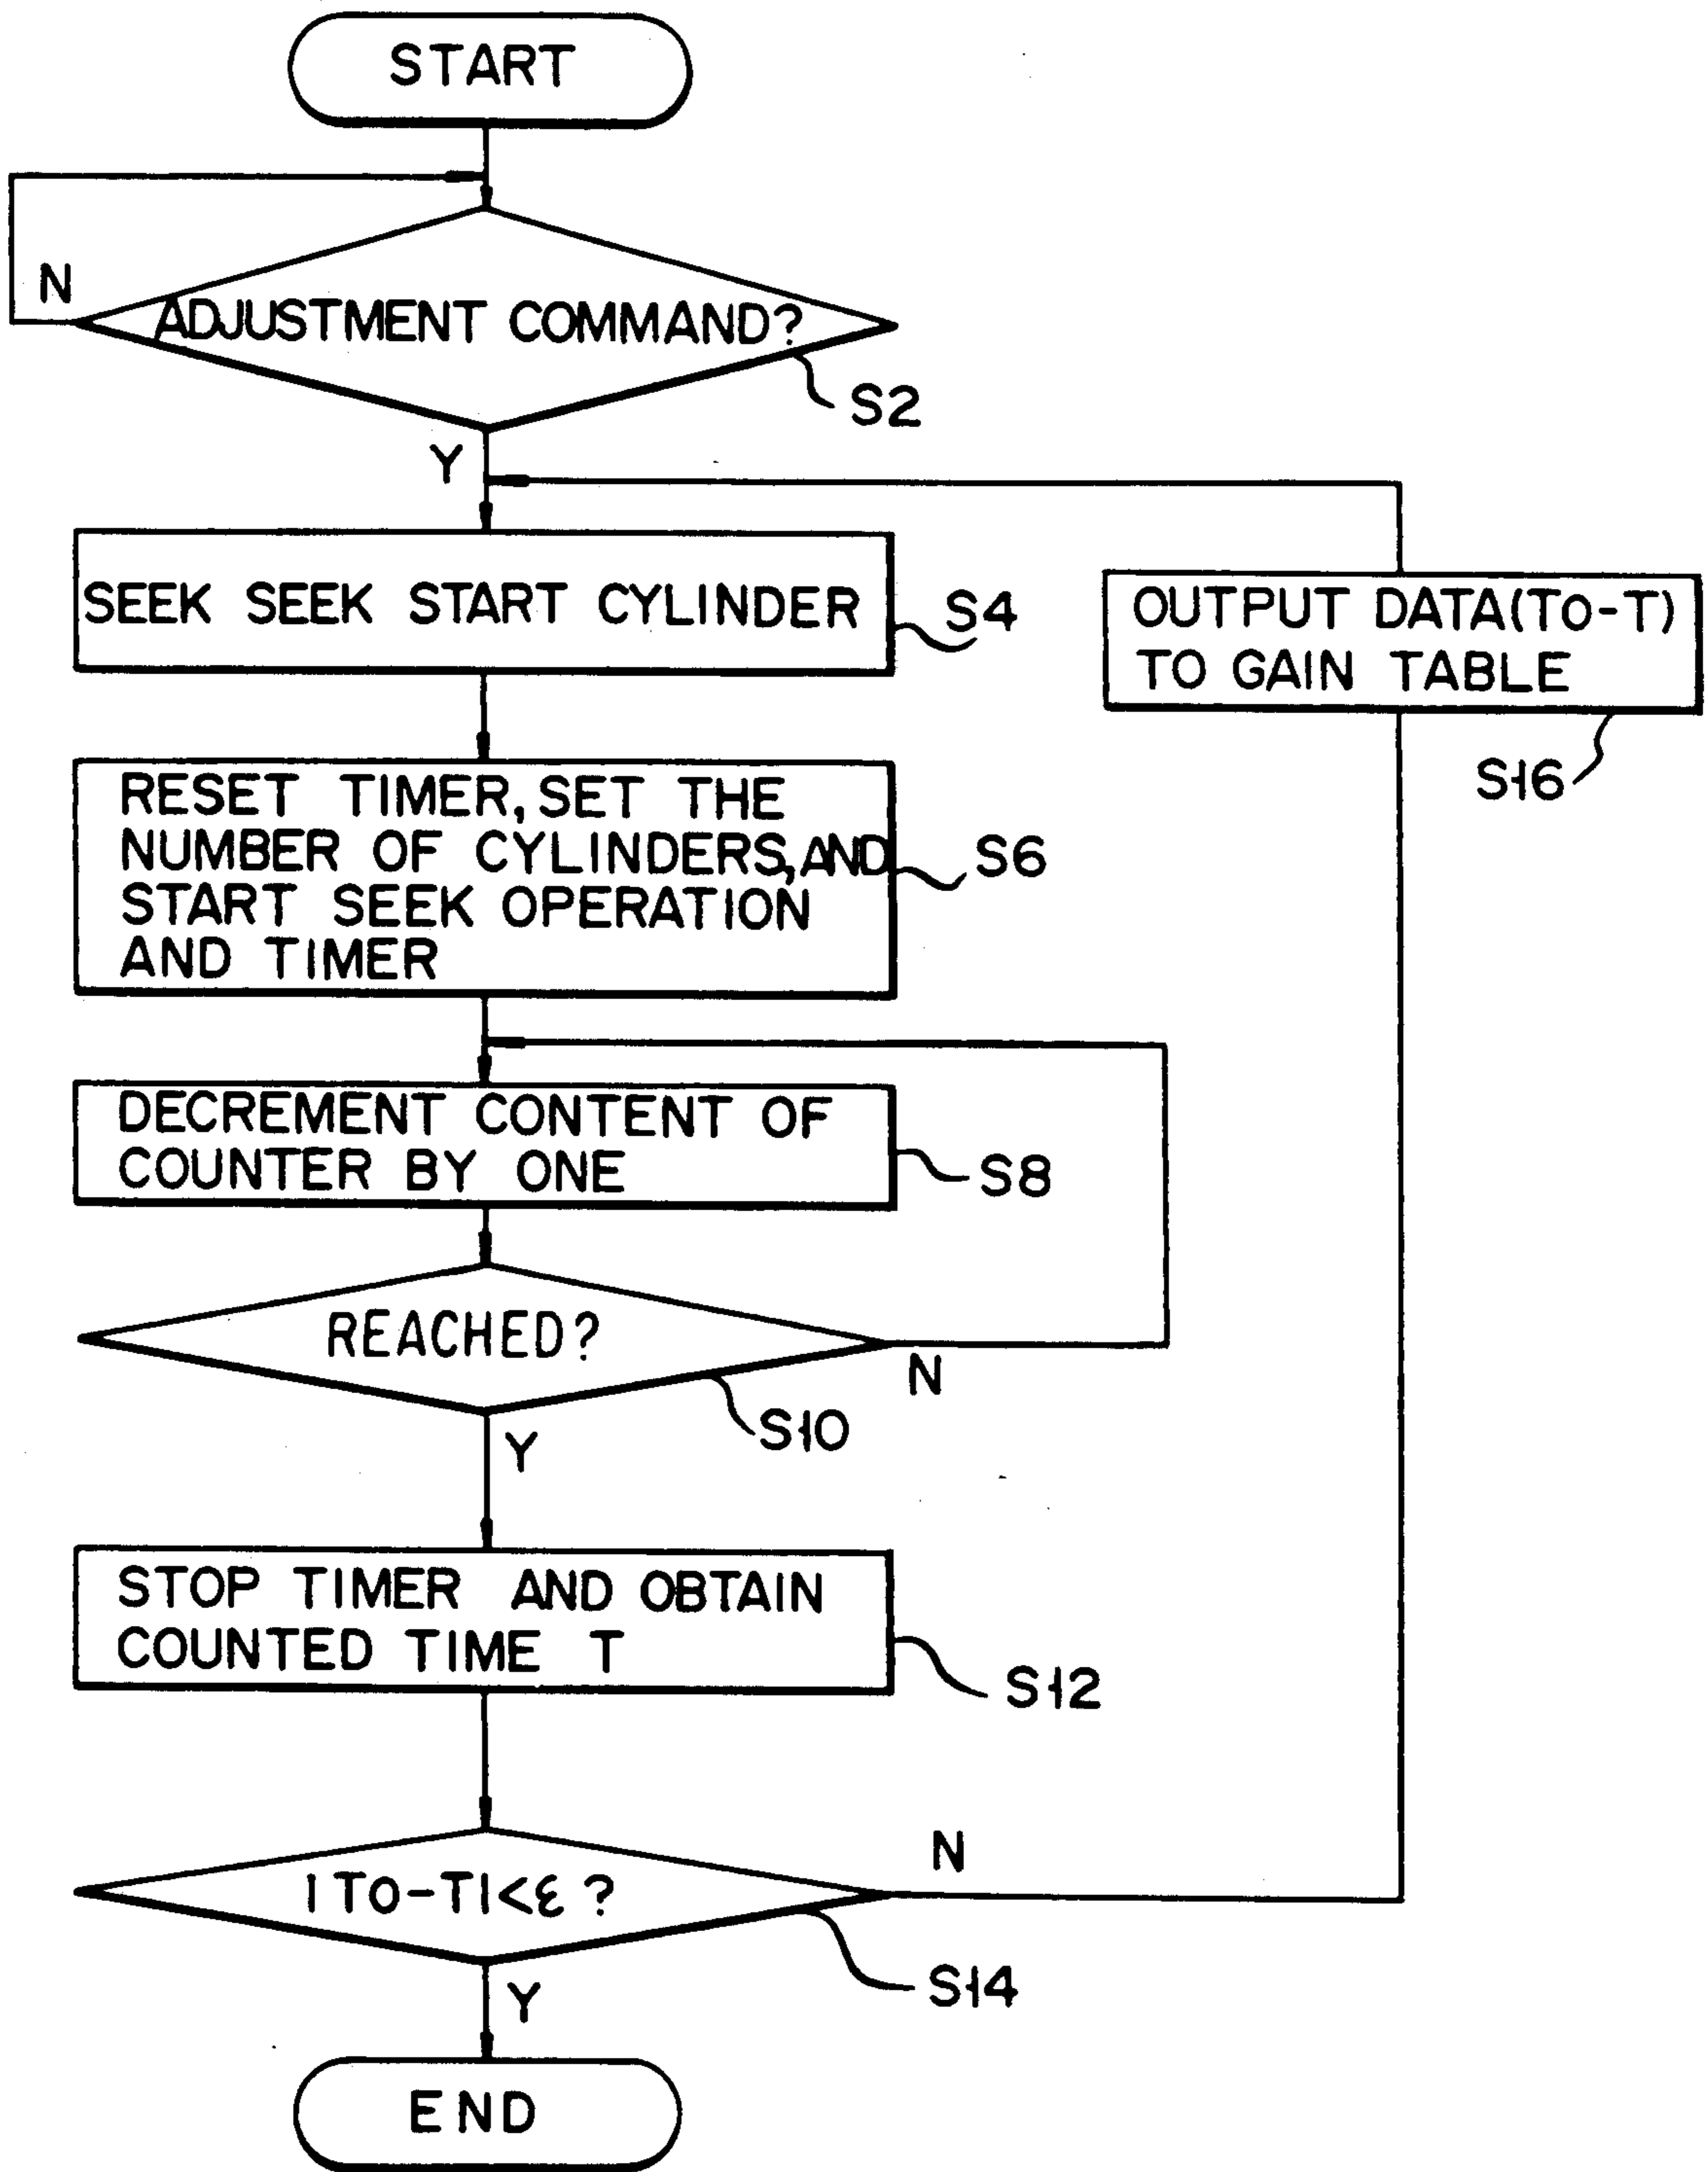 START
N
ADJUSTMENT COMMAND?
S2
Y
SEEK SEEK START CYLINDER
S4
OUTPUT DATA(TO-T)
TO GAIN TABLE
S16
RESET TIMER, SET THE
NUMBER OF CYLINDERS, AND
START SEEK OPERATION
AND TIMER
S6
DECREMENT CONTENT OF
COUNTER BY ONE
S8
REACHED?
N
S10
Y
STOP TIMER AND OBTAIN
COUNTED TIME T
S12
|TO-T|<ε?
N
S14
Y
END